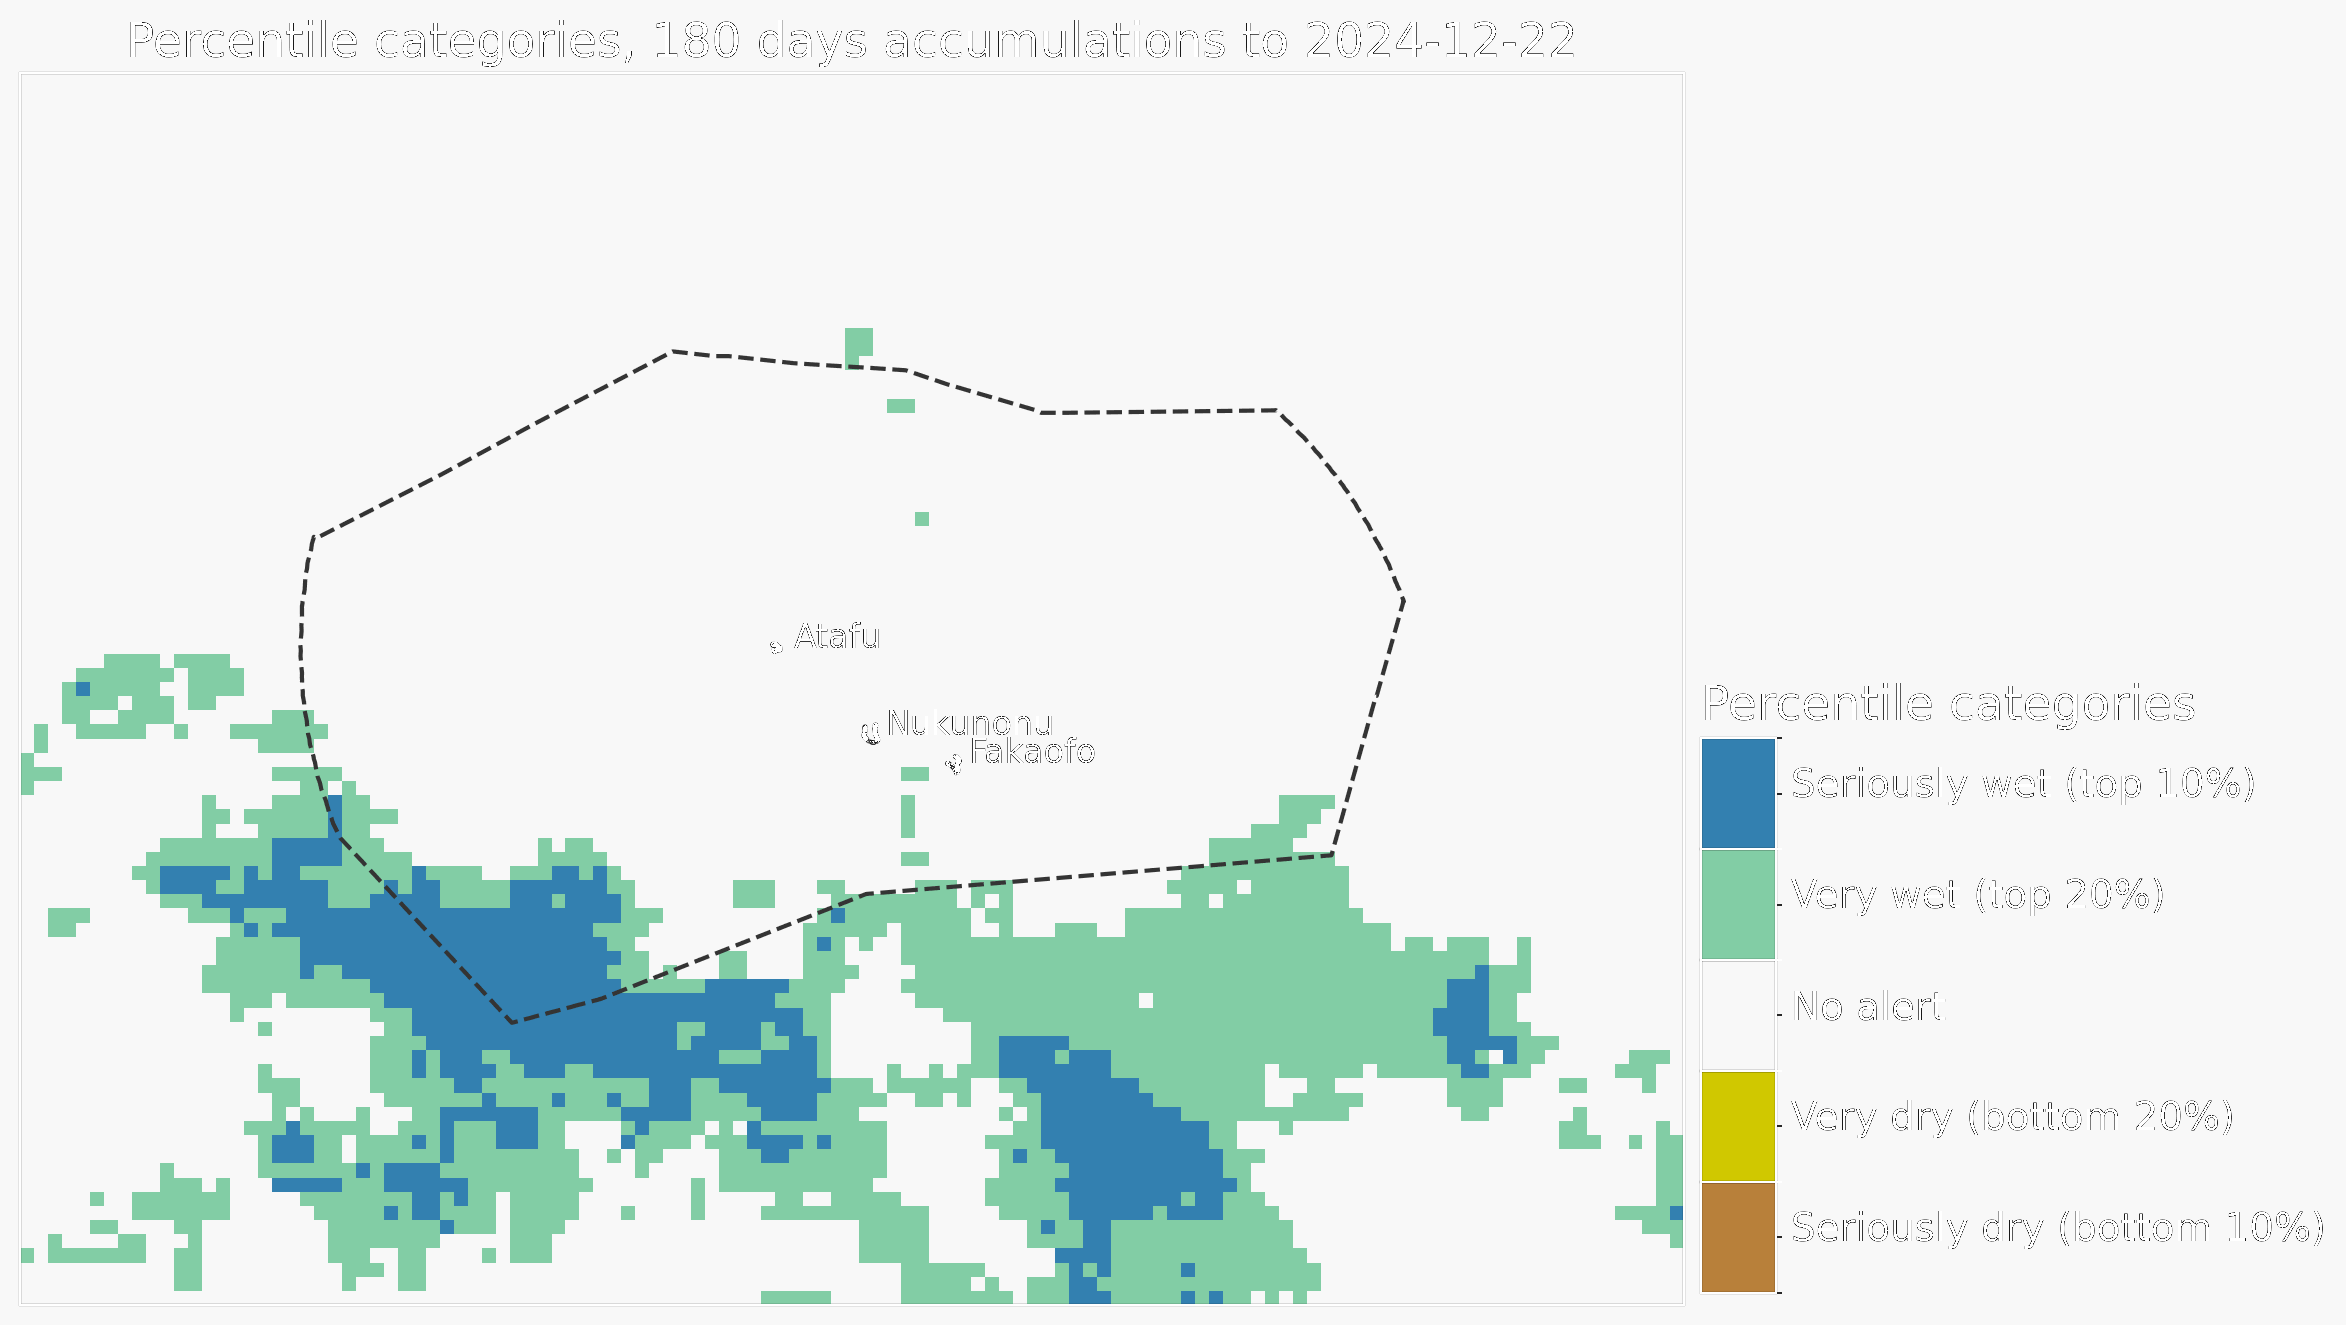 Percentile categories, 180 days accumulations to 2024-12-22
Atafu
Nukunonu
Fakaofo
Percentile categories
Seriously wet (top 10%)
Very wet (top 20%)
No alert
Very dry (bottom 20%)
Seriously dry (bottom 10%)